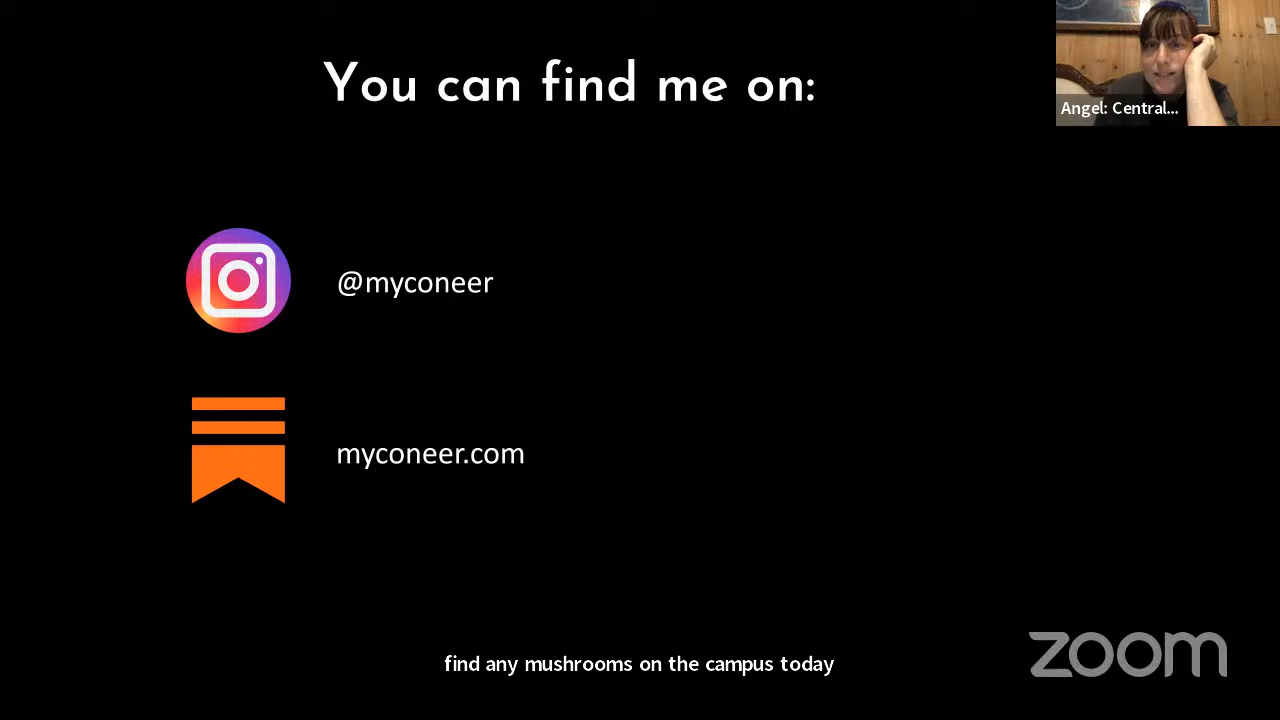 You can find me on:
Angel: Central...
@myconeer
myconeer.com
find any mushrooms on the campus today
zoom